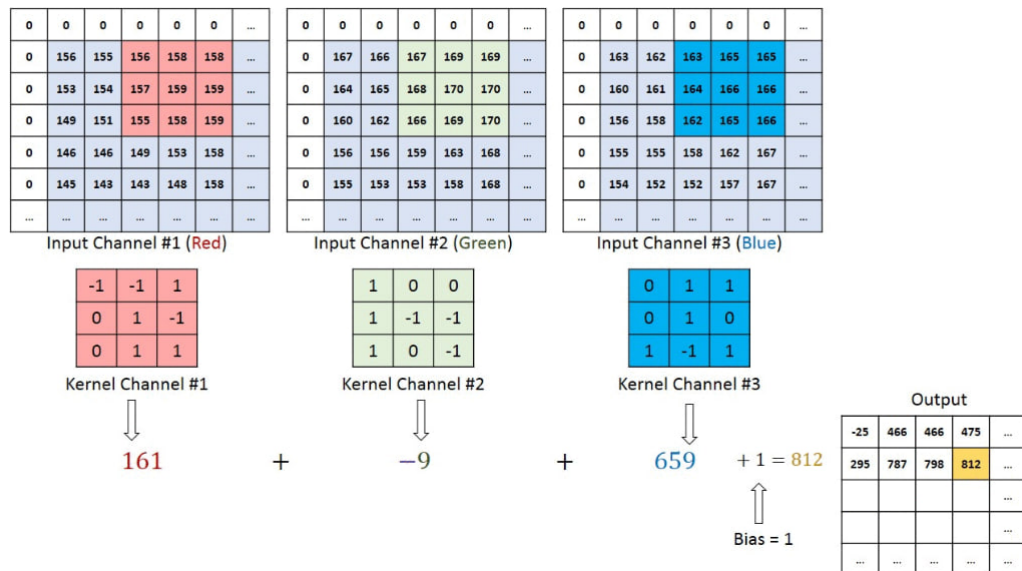 0 0 0 0 0 0 ... 0 0 0 0 0 0 ... 0 0 0 0 0 0 ...
0 156 155 156 158 158 ... 0 167 166 167 169 169 ... 0 163 162 163 165 165 ...
0 153 154 157 159 159 ... 0 164 165 168 170 170 ... 0 160 161 164 166 166 ...
0 149 151 155 158 159 ... 0 160 162 166 169 170 ... 0 156 158 162 165 166 ...
0 146 146 149 153 158 ... 0 156 156 159 163 168 ... 0 155 155 158 162 167 ...
0 145 143 143 148 158 ... 0 155 153 153 158 168 ... 0 154 152 152 157 167 ...
... ... ... ... ... ... ... ... ... ... ... ... ... ... ... ... ... ... ... ... ...
Input Channel #1 (Red) Input Channel #2 (Green) Input Channel #3 (Blue)
-1 -1 1 1 0 0 0 1 1
0 1 -1 1 -1 -1 0 1 0
0 1 1 1 0 -1 1 -1 1
Kernel Channel #1 Kernel Channel #2 Kernel Channel #3
161 + −9 + 659 + 1 = 812
Bias = 1
Output
-25 466 466 475 ...
295 787 798 812 ...
...
...
... ... ... ... ...